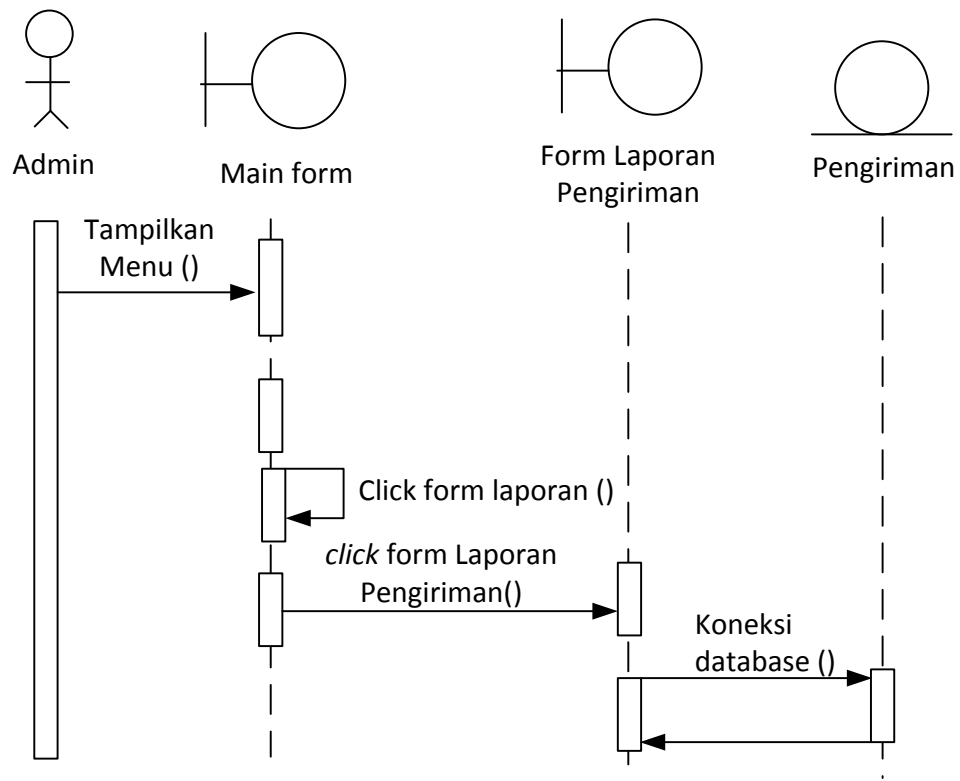 Admin
Main form
Form Laporan
Pengiriman
Pengiriman
Tampilkan
Menu ()
Click form laporan ()
click form Laporan
Pengiriman()
Koneksi
database ()